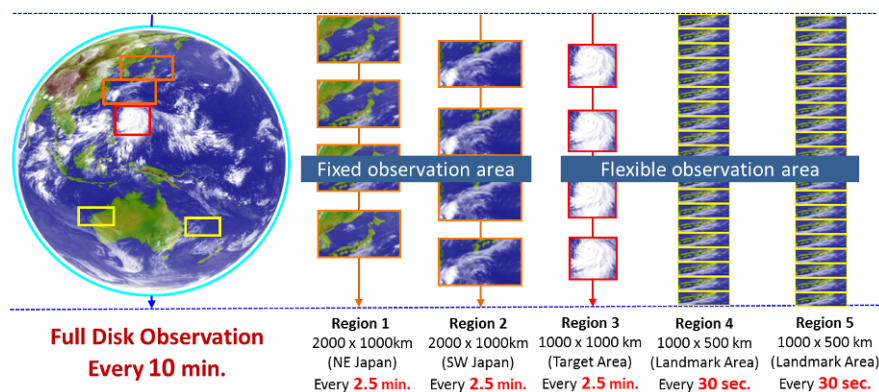 Fixed observation area
Flexible observation area
Full Disk Observation
Every 10 min.
Region 1
2000 x 1000km
(NE Japan)
Every 2.5 min.
Region 2
2000 x 1000km
(SW Japan)
Every 2.5 min.
Region 3
1000 x 1000 km
(Target Area)
Every 2.5 min.
Region 4
1000 x 500 km
(Landmark Area)
Every 30 sec.
Region 5
1000 x 500 km
(Landmark Area)
Every 30 sec.